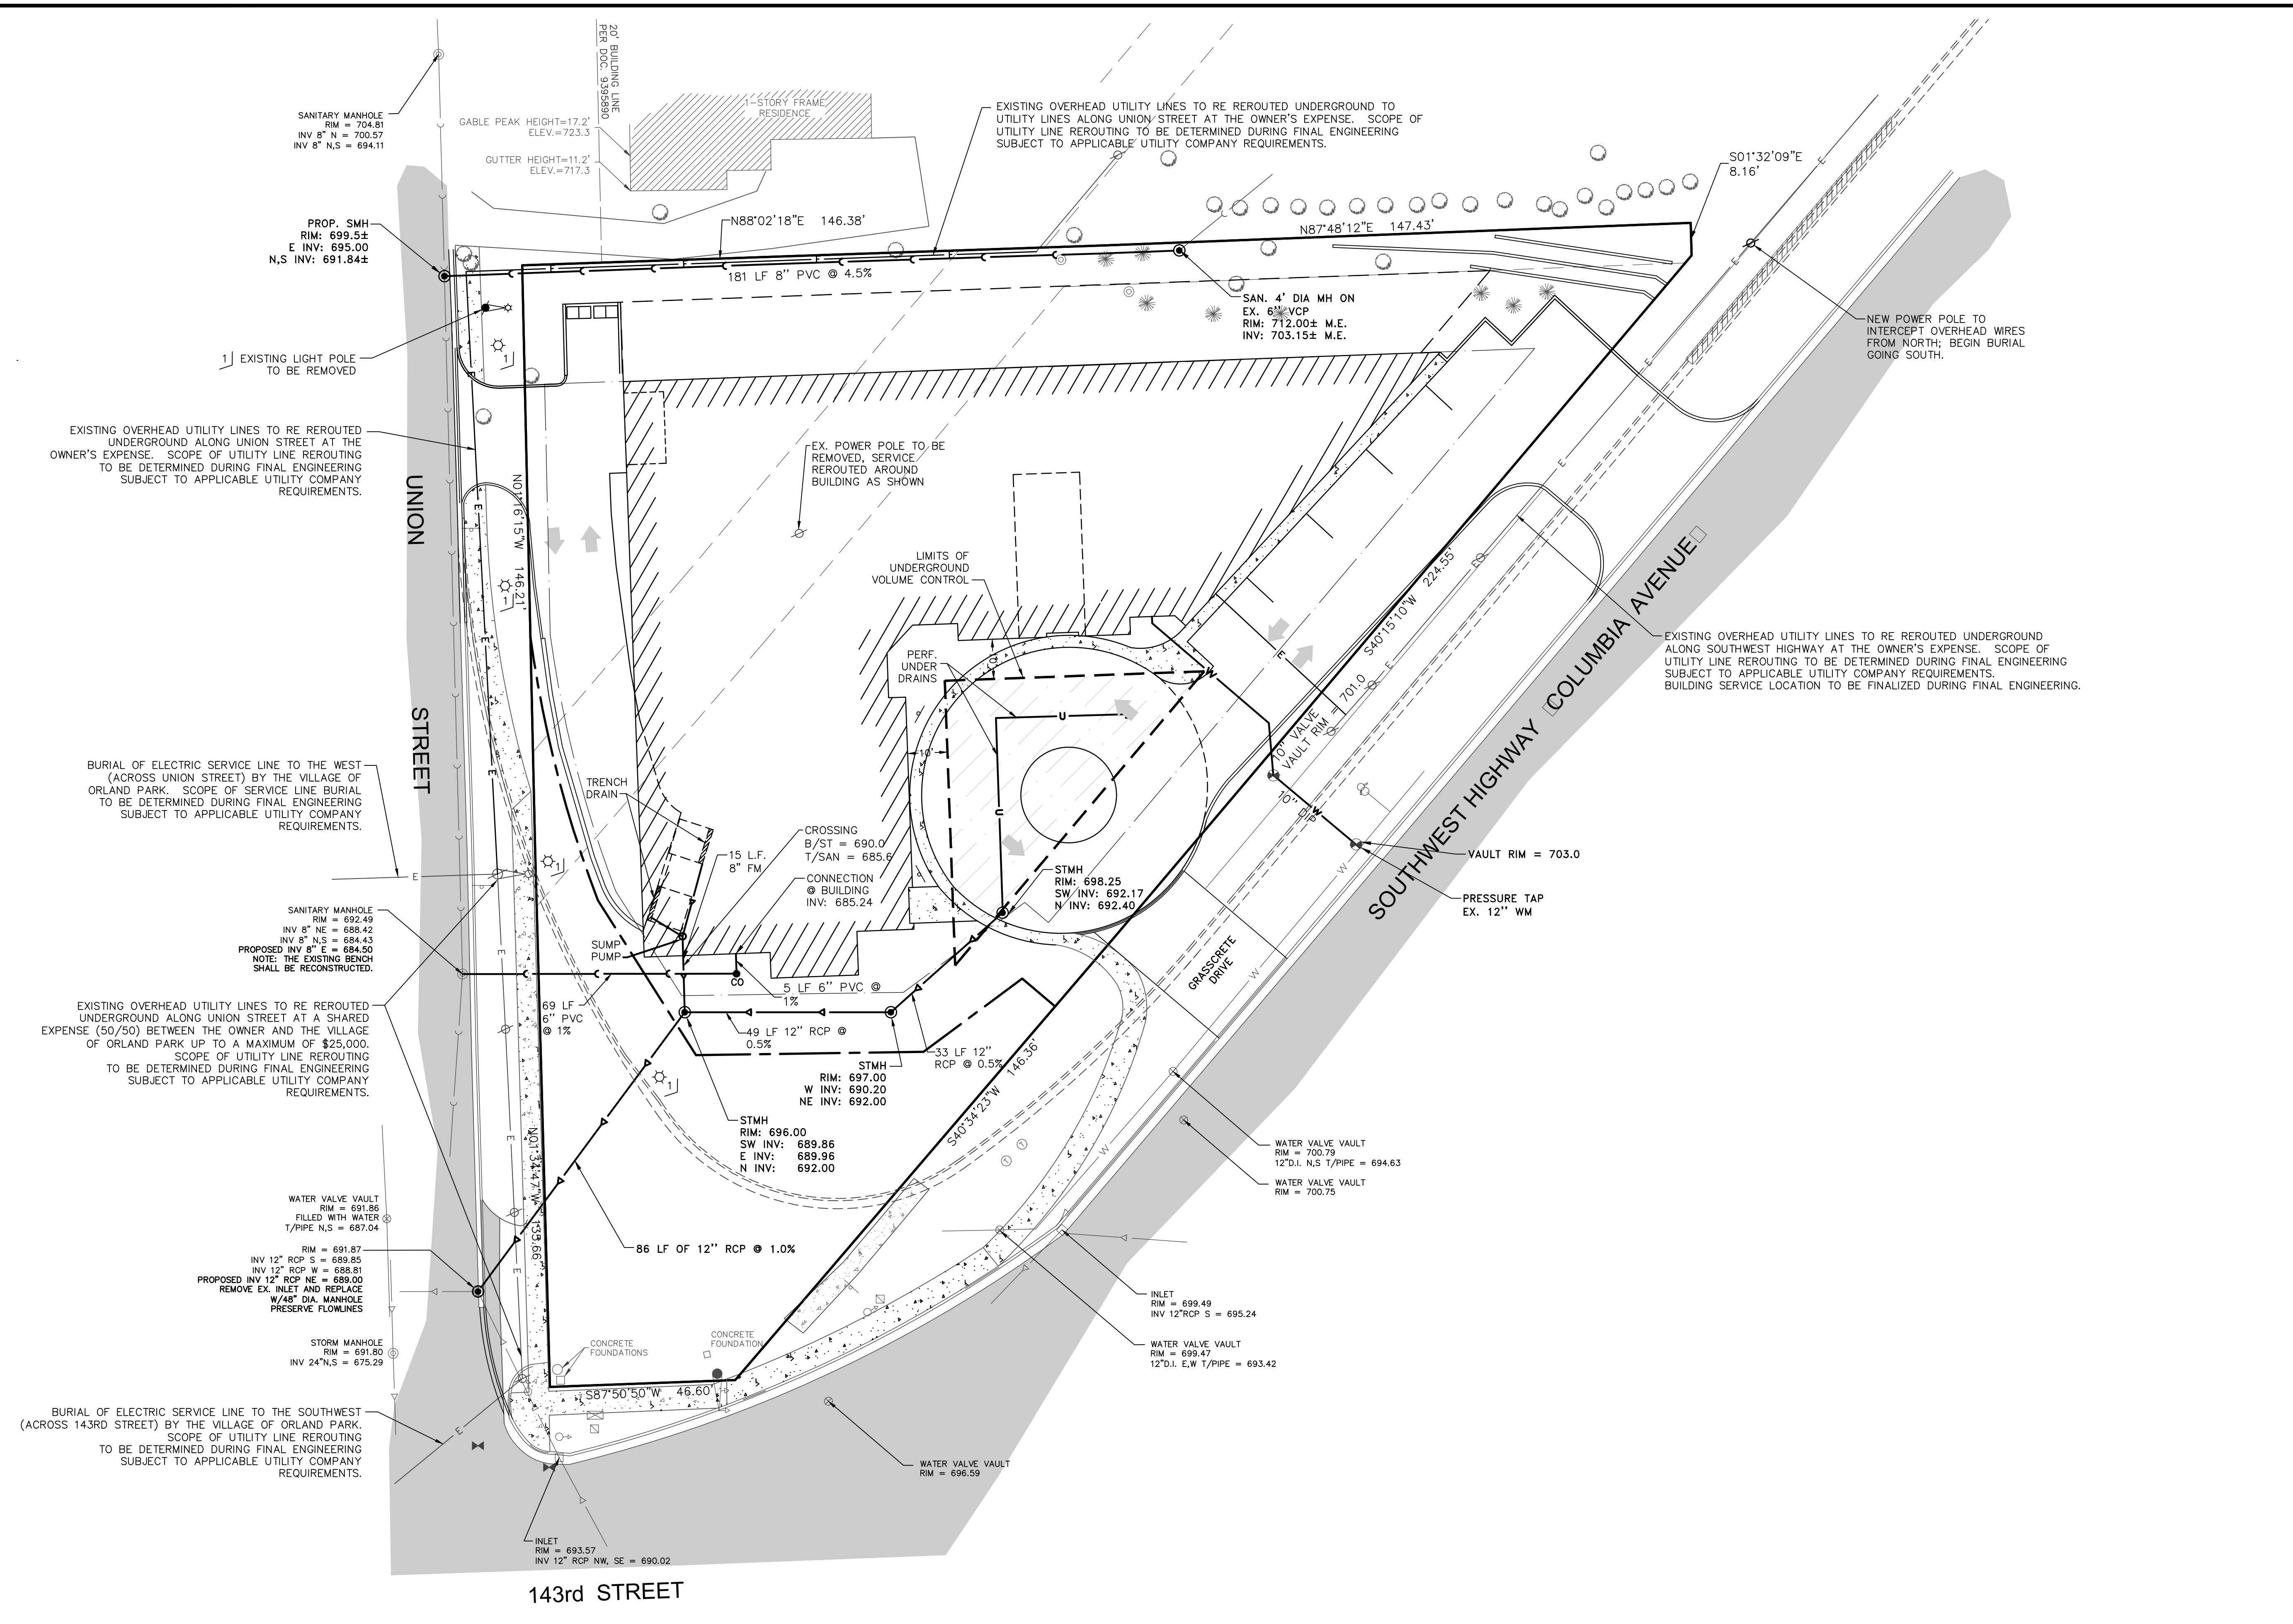 20' BUILDING LINE
PER DOC. 9395890
SANITARY MANHOLE
RIM = 704.81
INV 8" N = 700.57
INV 8" N,S = 694.11
GABLE PEAK HEIGHT=17.2'
ELEV.=723.3
GUTTER HEIGHT=11.2'
ELEV.=717.3
1-STORY FRAME
RESIDENCE
EXISTING OVERHEAD UTILITY LINES TO RE REROUTED UNDERGROUND TO
UTILITY LINES ALONG UNION STREET AT THE OWNER'S EXPENSE. SCOPE OF
UTILITY LINE REROUTING TO BE DETERMINED DURING FINAL ENGINEERING
SUBJECT TO APPLICABLE UTILITY COMPANY REQUIREMENTS.
S01°32'09"E
8.16'
PROP. SMH
RIM: 699.5±
E INV: 695.00
N,S INV: 691.84±
N88°02'18"E 146.38'
N87°48'12"E 147.43'
181 LF 8'' PVC @ 4.5%
SAN. 4' DIA MH ON
EX. 6'' VCP
RIM: 712.00± M.E.
INV: 703.15± M.E.
NEW POWER POLE TO
INTERCEPT OVERHEAD WIRES
FROM NORTH; BEGIN BURIAL
GOING SOUTH.
1 EXISTING LIGHT POLE
TO BE REMOVED
1
EXISTING OVERHEAD UTILITY LINES TO RE REROUTED
UNDERGROUND ALONG UNION STREET AT THE
OWNER'S EXPENSE. SCOPE OF UTILITY LINE REROUTING
TO BE DETERMINED DURING FINAL ENGINEERING
SUBJECT TO APPLICABLE UTILITY COMPANY
REQUIREMENTS.
UNION
STREET
N01°16'15"W 146.21'
EX. POWER POLE TO BE
REMOVED, SERVICE
REROUTED AROUND
BUILDING AS SHOWN
LIMITS OF
UNDERGROUND
VOLUME CONTROL
1
S40°15'10"W 224.55'
SOUTHWEST HIGHWAY COLUMBIA AVENUE
EXISTING OVERHEAD UTILITY LINES TO RE REROUTED UNDERGROUND
ALONG SOUTHWEST HIGHWAY AT THE OWNER'S EXPENSE. SCOPE OF
UTILITY LINE REROUTING TO BE DETERMINED DURING FINAL ENGINEERING
SUBJECT TO APPLICABLE UTILITY COMPANY REQUIREMENTS.
BUILDING SERVICE LOCATION TO BE FINALIZED DURING FINAL ENGINEERING.
PERF.
UNDER
DRAINS
10'
10'' VALVE
VAULT RIM = 701.0
10'' DIP
U
U
W
W
BURIAL OF ELECTRIC SERVICE LINE TO THE WEST
(ACROSS UNION STREET) BY THE VILLAGE OF
ORLAND PARK. SCOPE OF SERVICE LINE BURIAL
TO BE DETERMINED DURING FINAL ENGINEERING
SUBJECT TO APPLICABLE UTILITY COMPANY
REQUIREMENTS.
TRENCH
DRAIN
15 L.F.
8" FM
CROSSING
B/ST = 690.0
T/SAN = 685.6
CONNECTION
@ BUILDING
INV: 685.24
1
STMH
RIM: 698.25
SW INV: 692.17
N INV: 692.40
VAULT RIM = 703.0
PRESSURE TAP
EX. 12'' WM
SANITARY MANHOLE
RIM = 692.49
INV 8" NE = 688.42
INV 8" N,S = 684.43
PROPOSED INV 8" E = 684.50
NOTE: THE EXISTING BENCH
SHALL BE RECONSTRUCTED.
SUMP
PUMP
CO
GRASSCRETE
DRIVE
5 LF 6'' PVC @
1%
69 LF
6'' PVC
@ 1%
EXISTING OVERHEAD UTILITY LINES TO RE REROUTED
UNDERGROUND ALONG UNION STREET AT A SHARED
EXPENSE (50/50) BETWEEN THE OWNER AND THE VILLAGE
OF ORLAND PARK UP TO A MAXIMUM OF $25,000.
SCOPE OF UTILITY LINE REROUTING
TO BE DETERMINED DURING FINAL ENGINEERING
SUBJECT TO APPLICABLE UTILITY COMPANY
REQUIREMENTS.
49 LF 12'' RCP @
0.5%
33 LF 12''
RCP @ 0.5%
STMH
RIM: 697.00
W INV: 690.20
NE INV: 692.00
1
S40°34'23"W 146.36'
STMH
RIM: 696.00
SW INV: 689.86
E INV: 689.96
N INV: 692.00
N01°34'47"W 135.66'
WATER VALVE VAULT
RIM = 700.79
12"D.I. N,S T/PIPE = 694.63
WATER VALVE VAULT
RIM = 700.75
WATER VALVE VAULT
RIM = 691.86
FILLED WITH WATER
T/PIPE N,S = 687.04
86 LF OF 12'' RCP @ 1.0%
RIM = 691.87
INV 12" RCP S = 689.85
INV 12" RCP W = 688.81
PROPOSED INV 12" RCP NE = 689.00
REMOVE EX. INLET AND REPLACE
W/48" DIA. MANHOLE
PRESERVE FLOWLINES
INLET
RIM = 699.49
INV 12"RCP S = 695.24
STORM MANHOLE
RIM = 691.80
INV 24"N,S = 675.29
CONCRETE
FOUNDATIONS
CONCRETE
FOUNDATION
WATER VALVE VAULT
RIM = 699.47
12"D.I. E,W T/PIPE = 693.42
S87°50'50"W 46.60'
BURIAL OF ELECTRIC SERVICE LINE TO THE SOUTHWEST
(ACROSS 143RD STREET) BY THE VILLAGE OF ORLAND PARK.
SCOPE OF UTILITY LINE REROUTING
TO BE DETERMINED DURING FINAL ENGINEERING
SUBJECT TO APPLICABLE UTILITY COMPANY
REQUIREMENTS.
WATER VALVE VAULT
RIM = 696.59
INLET
RIM = 693.57
INV 12" RCP NW, SE = 690.02
143rd STREET